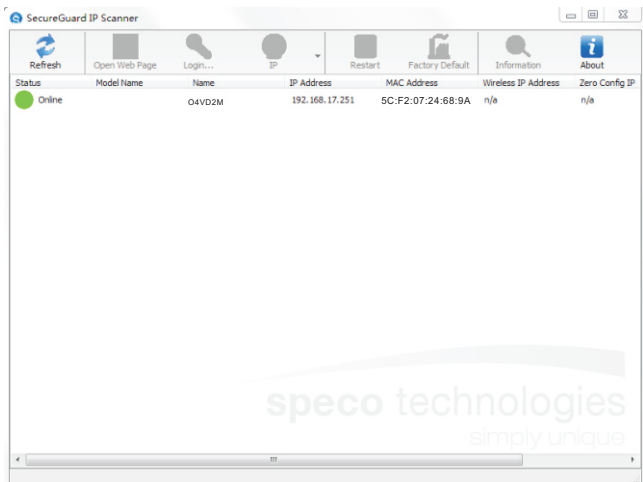 SecureGuard IP Scanner
Refresh Open Web Page Login... IP Restart Factory Default Information About
Status Model Name Name IP Address MAC Address Wireless IP Address Zero Config IP
Online O4VD2M 192.168.17.251 5C:F2:07:24:68:9A n/a n/a
speco technologies
simply unique